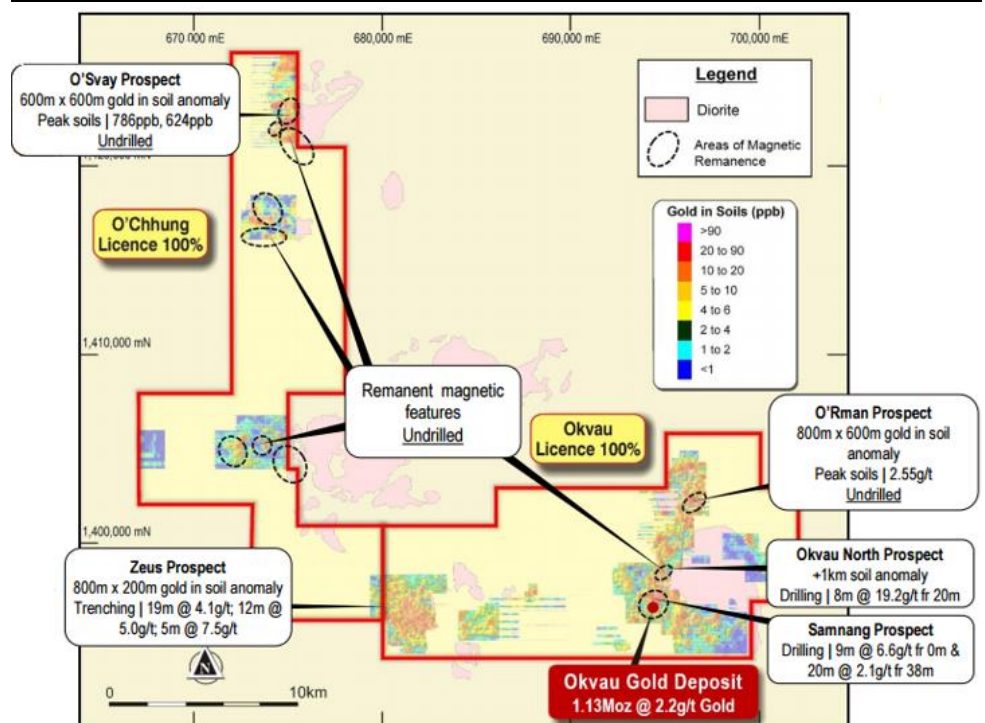 670,000 mE
680,000 mE
690,000 mE
700,000 mE
O'Svay Prospect
600m x 600m gold in soil anomaly
Peak soils | 786ppb, 624ppb
Undrilled
Legend
Diorite
Areas of Magnetic
Remanence
O'Chhung
Licence 100%
Gold in Soils (ppb)
>90
20 to 90
10 to 20
5 to 10
4 to 6
2 to 4
1 to 2
<1
1,410,000 mN
Remanent magnetic
features
Undrilled
Okvau
Licence 100%
O'Rman Prospect
800m x 600m gold in soil
anomaly
Peak soils | 2.55g/t
Undrilled
1,400,000 mN
Zeus Prospect
800m x 200m gold in soil anomaly
Trenching | 19m @ 4.1g/t; 12m @
5.0g/t; 5m @ 7.5g/t
Okvau North Prospect
+1km soil anomaly
Drilling | 8m @ 19.2g/t fr 20m
Samnang Prospect
Drilling | 9m @ 6.6g/t fr 0m &
20m @ 2.1g/t fr 38m
N
0
10km
Okvau Gold Deposit
1.13Moz @ 2.2g/t Gold